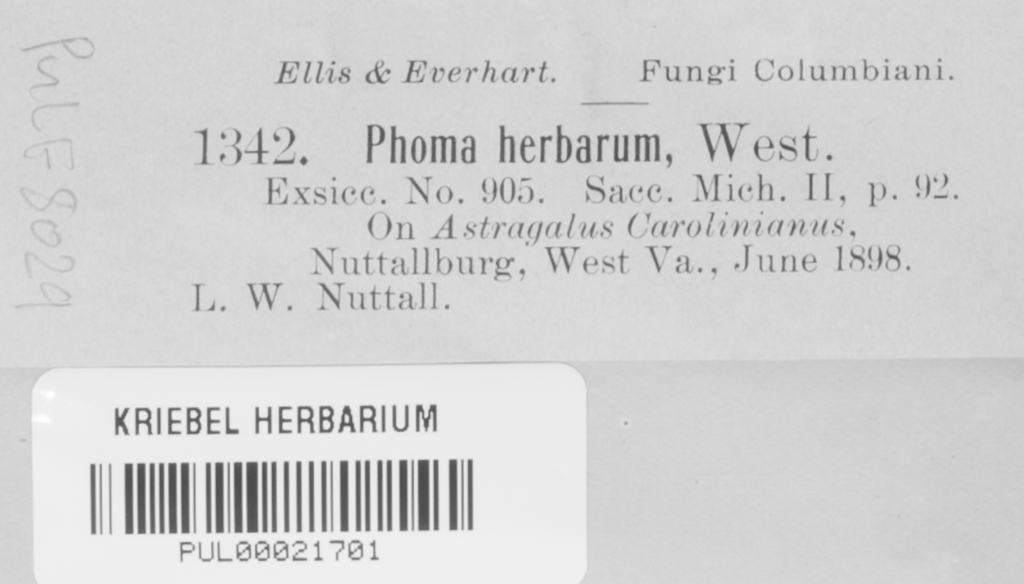 PuL F 8029
Ellis & Everhart. Fungi Columbiani.
1342. Phoma herbarum, West.
Exsicc. No. 905. Sacc. Mich. II, p. 92.
On Astragalus Carolinianus,
Nuttallburg, West Va., June 1898.
L. W. Nuttall.
KRIEBEL HERBARIUM
PUL00021701